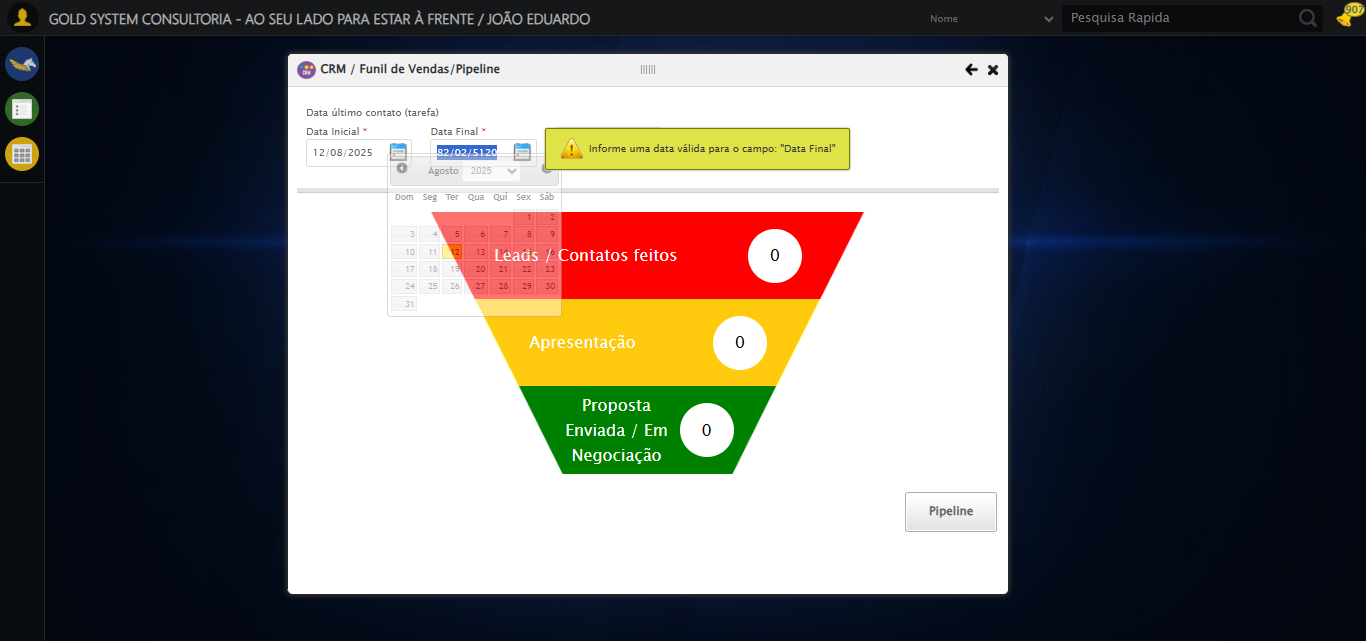 GOLD SYSTEM CONSULTORIA - AO SEU LADO PARA ESTAR À FRENTE / JOÃO EDUARDO
Nome
Pesquisa Rapida
907
CRM / Funil de Vendas/Pipeline
Data último contato (tarefa)
Data Inicial *
Data Final *
12/08/2025
82/02/5120
Informe uma data válida para o campo: "Data Final"
Agosto 2025
Dom Seg Ter Qua Qui Sex Sáb
1 2
3 4 5 6 7 8 9
10 11 12 13 14 15 16
17 18 19 20 21 22 23
24 25 26 27 28 29 30
31
Leads / Contatos feitos
0
Apresentação
0
Proposta
Enviada / Em
Negociação
0
Pipeline